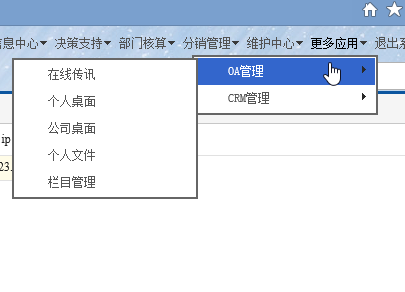 信息中心 决策支持 部门核算 分销管理 维护中心 更多应用 退出系
OA管理
CRM管理
在线传讯
个人桌面
公司桌面
个人文件
栏目管理
ip
23.